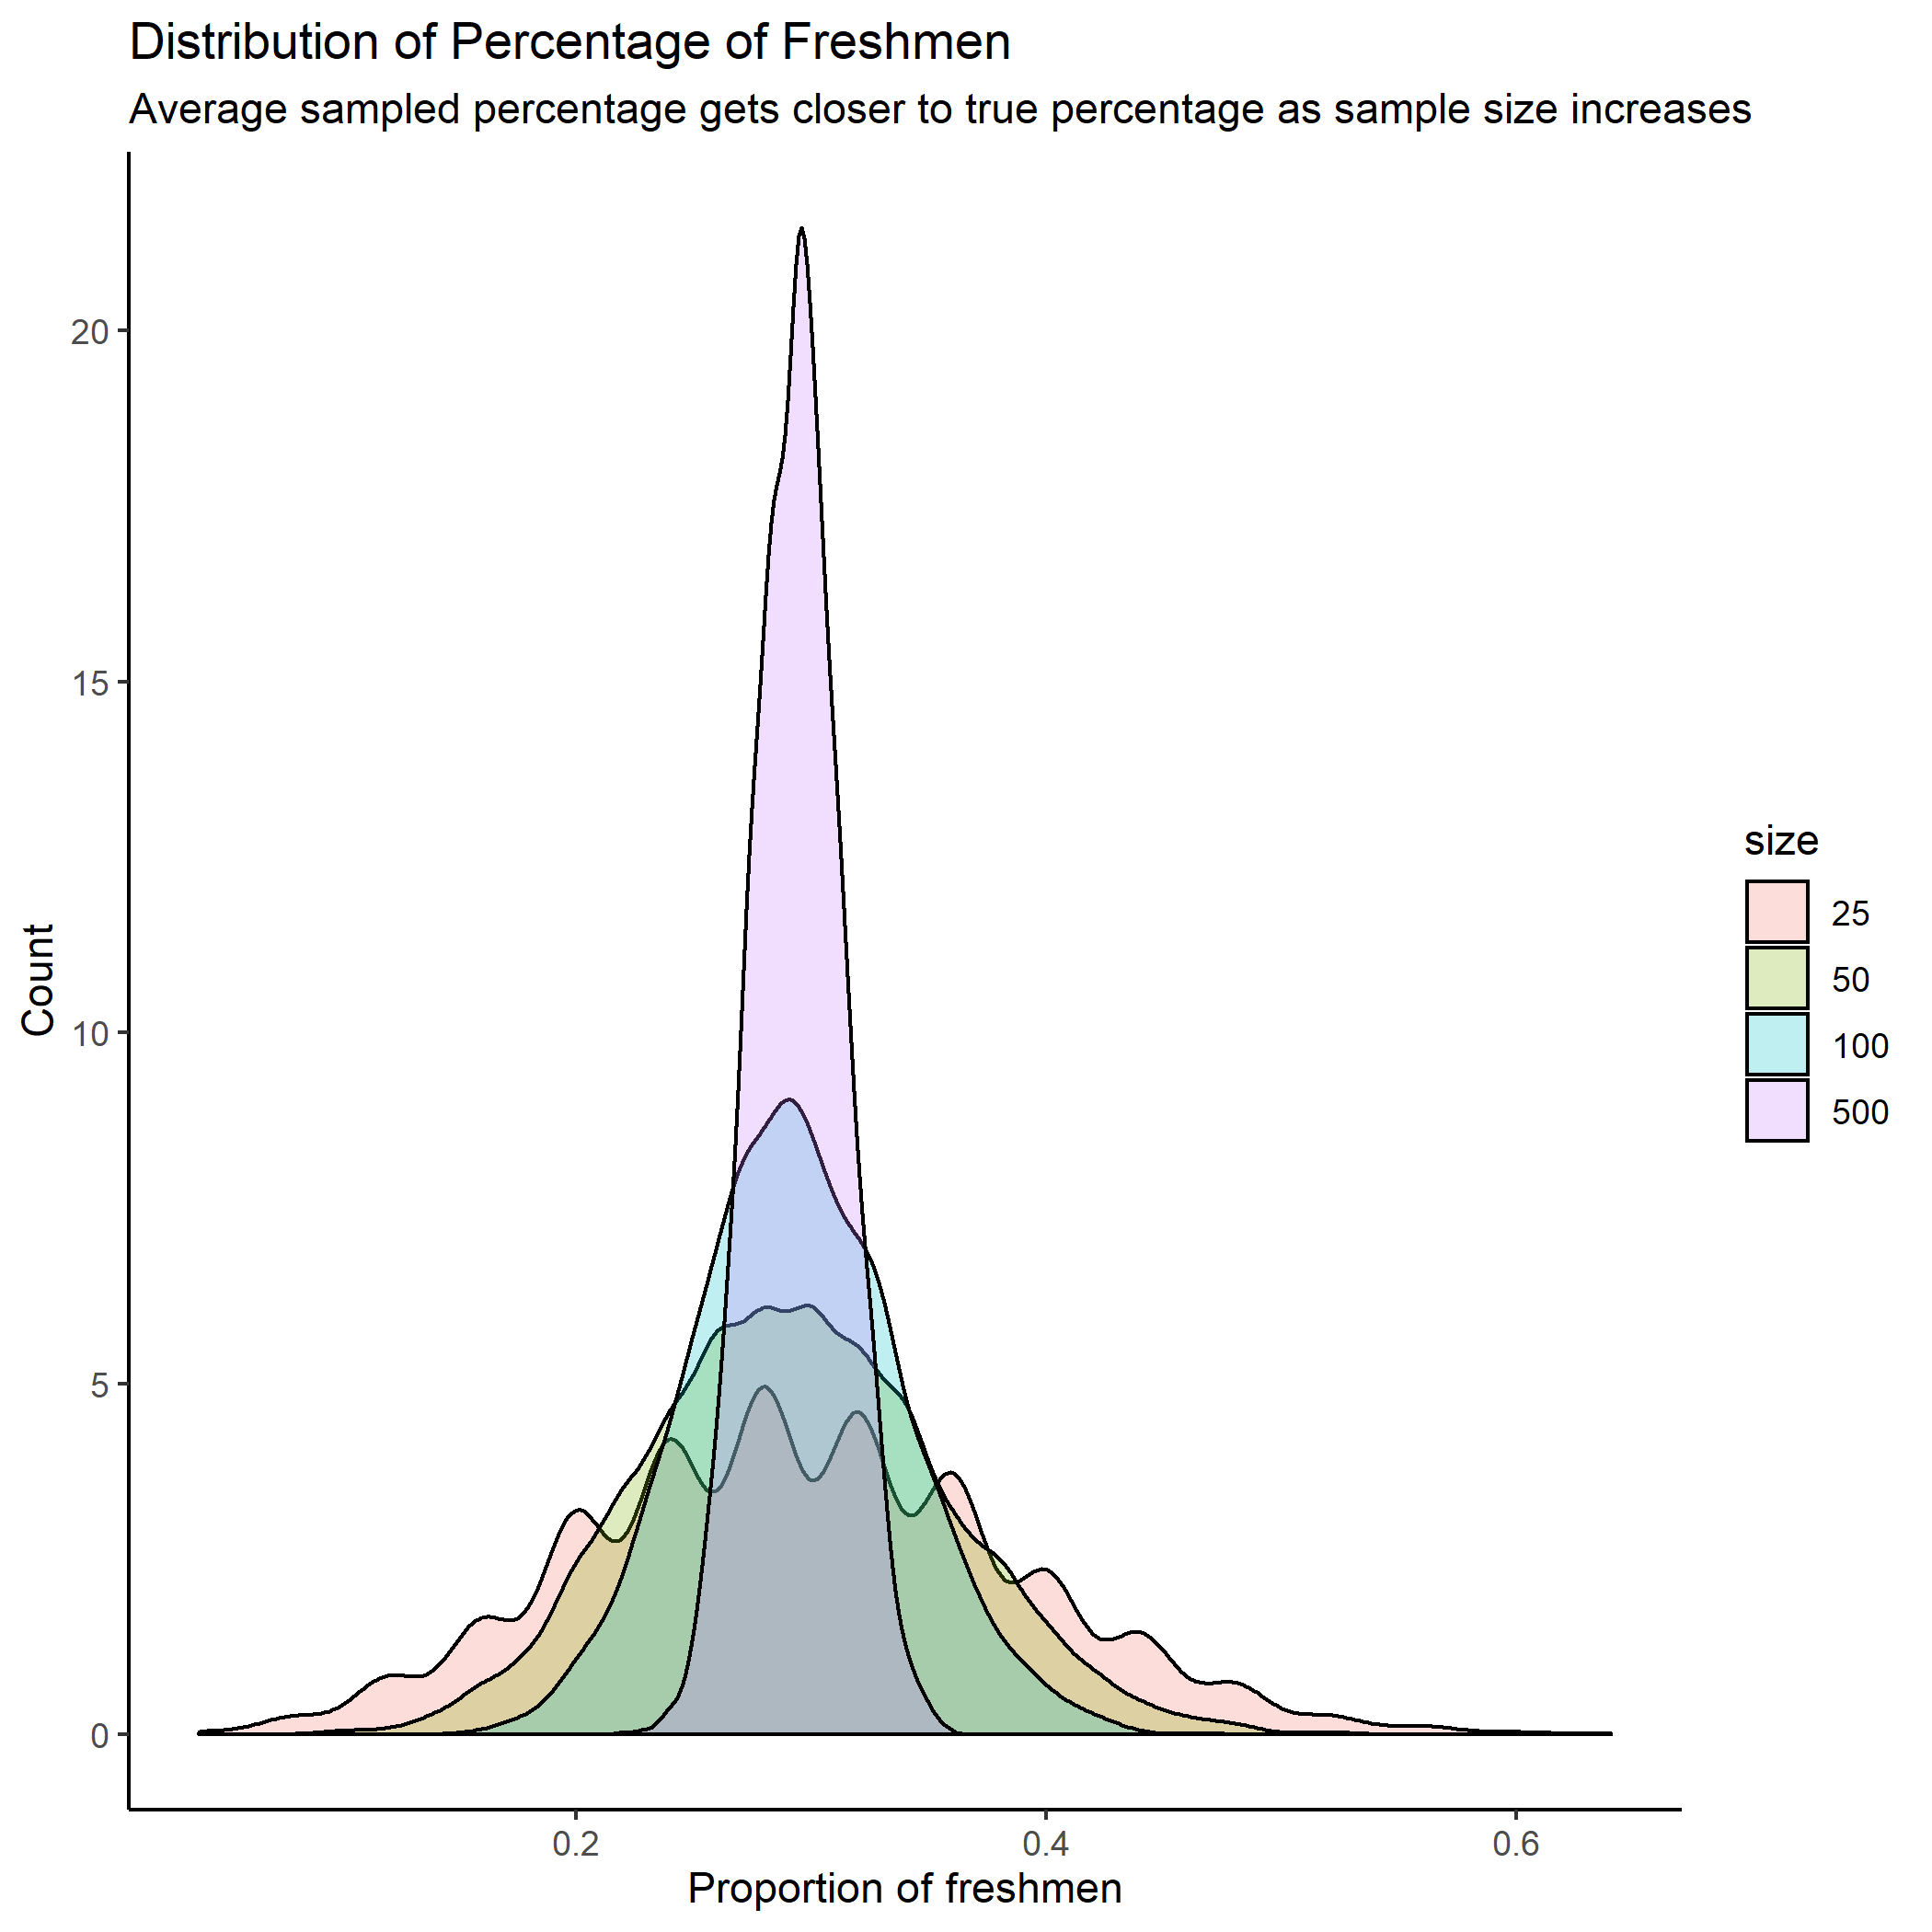 Distribution of Percentage of Freshmen
Average sampled percentage gets closer to true percentage as sample size increases
20
15
10
5
0
Count
0.2
0.4
0.6
Proportion of freshmen
size
25
50
100
500